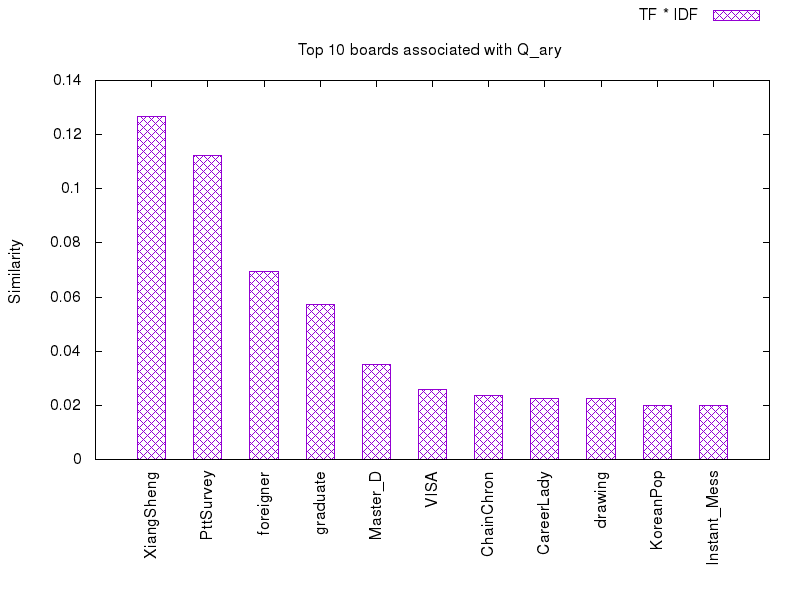 TF * IDF
Top 10 boards associated with Q_ary
Similarity
0.14
0.12
0.1
0.08
0.06
0.04
0.02
0
XiangSheng
PttSurvey
foreigner
graduate
Master_D
VISA
ChainChron
CareerLady
drawing
KoreanPop
Instant_Mess